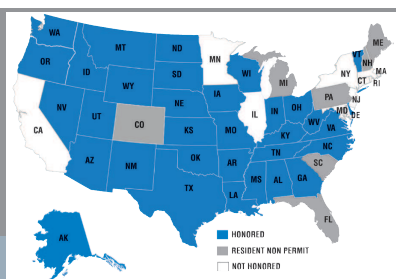 WA
MT
ND
MN
ME
VT
NH
OR
ID
SD
WI
NY
MA
MI
CT
RI
WY
IA
PA
NJ
NE
OH
MD
DE
NV
UT
IL
IN
WV
CO
VA
CA
KS
MO
KY
NC
TN
OK
AR
SC
AZ
NM
MS
AL
GA
TX
LA
FL
AK
HONORED
RESIDENT NON PERMIT
NOT HONORED